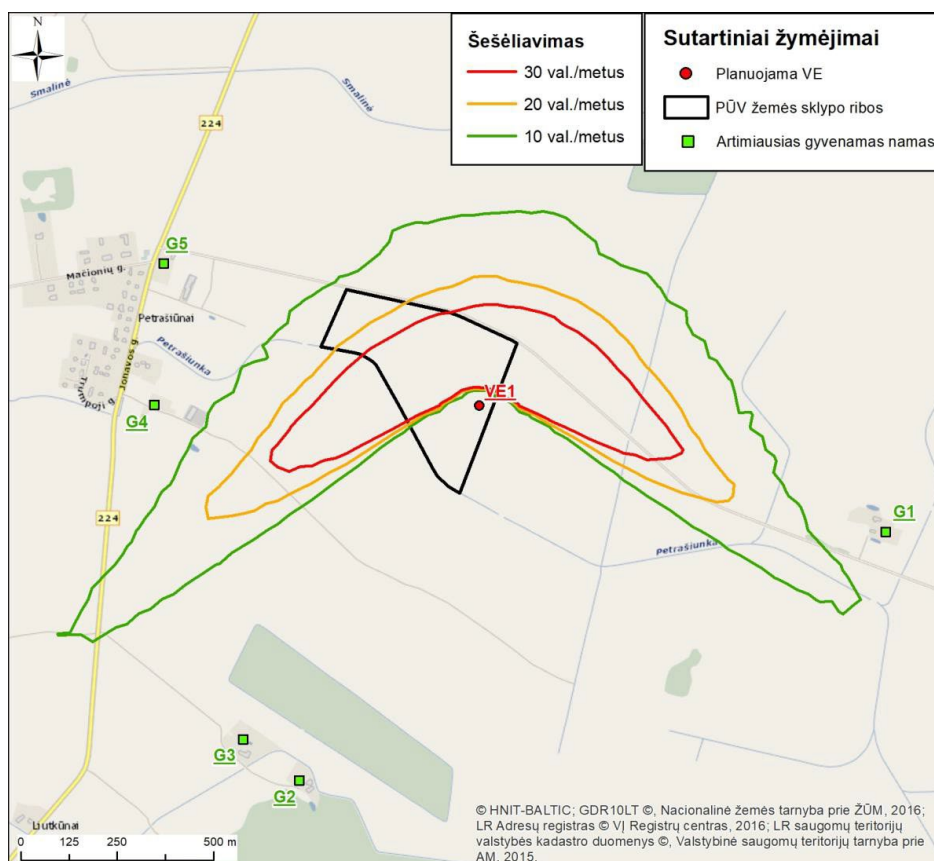 N
Šešėliavimas
30 val./metus
20 val./metus
10 val./metus
Sutartiniai žymėjimai
Planuojama VE
PŪV žemės sklypo ribos
Artimiausias gyvenamas namas
Smalinė
Smalinė
224
G5
Mačionių g.
Petrašiūnai
Petrašiunka
Jonavos g.
Trumpoji g.
G4
VE1
224
G1
Petrašiunka
G3
G2
Liutkūnai
0 125 250 500 m
© HNIT-BALTIC; GDR10LT ©, Nacionalinė žemės tarnyba prie ŽŪM, 2016;
LR Adresų registras © VĮ Registrų centras, 2016; LR saugomų teritorijų
valstybės kadastro duomenys ©, Valstybinė saugomų teritorijų tarnyba prie
AM, 2015.